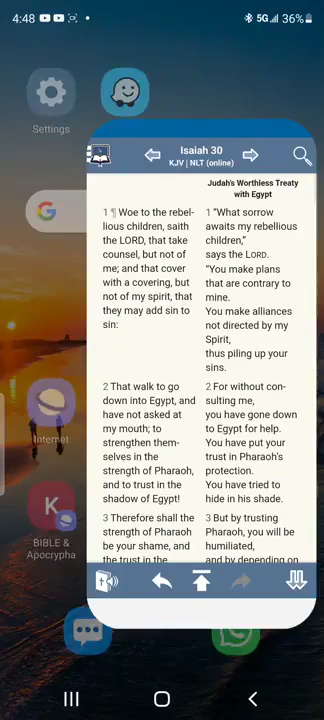 4:48
5G
36%
Settings
G
Isaiah 30
KJV | NLT (online)
Judah's Worthless Treaty
with Egypt
1 ¶ Woe to the rebel-
lious children, saith
the LORD, that take
counsel, but not of
me; and that cover
with a covering, but
not of my spirit, that
they may add sin to
sin:
1 “What sorrow
awaits my rebellious
children,”
says the LORD.
“You make plans
that are contrary to
mine.
You make alliances
not directed by my
Spirit,
thus piling up your
sins.
2 That walk to go
down into Egypt, and
have not asked at
my mouth; to
strengthen them-
selves in the
strength of Pharaoh,
and to trust in the
shadow of Egypt!
2 For without con-
sulting me,
you have gone down
to Egypt for help.
You have put your
trust in Pharaoh's
protection.
You have tried to
hide in his shade.
3 Therefore shall the
strength of Pharaoh
be your shame, and
the trust in the
3 But by trusting
Pharaoh, you will be
humiliated,
and by depending on
Internet
K
BIBLE &
Apocrypha